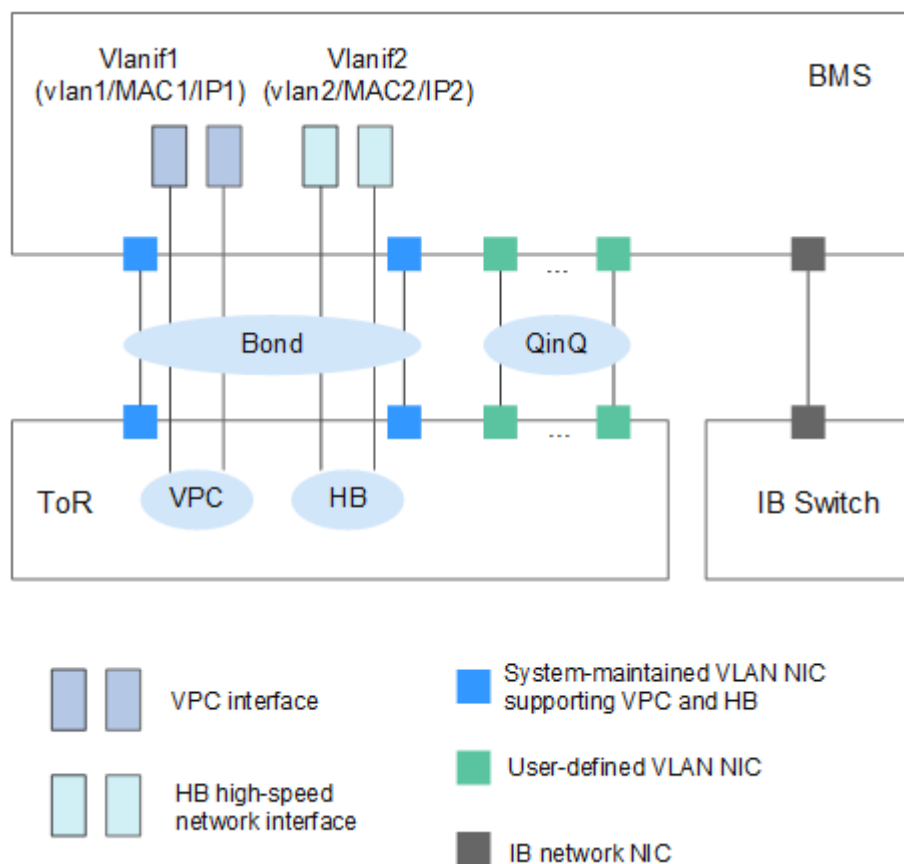 Vlanif1
(vlan1/MAC1/IP1)
Vlanif2
(vlan2/MAC2/IP2)
BMS
...
Bond
QinQ
...
ToR
VPC
HB
IB Switch
VPC interface
System-maintained VLAN NIC
supporting VPC and HB
User-defined VLAN NIC
HB high-speed
network interface
IB network NIC